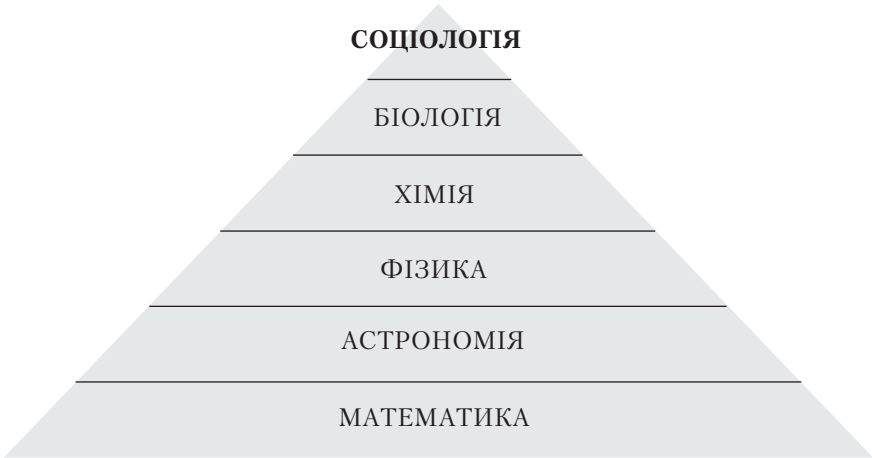 СОЦІОЛОГІЯ
БІОЛОГІЯ
ХІМІЯ
ФІЗИКА
АСТРОНОМІЯ
МАТЕМАТИКА